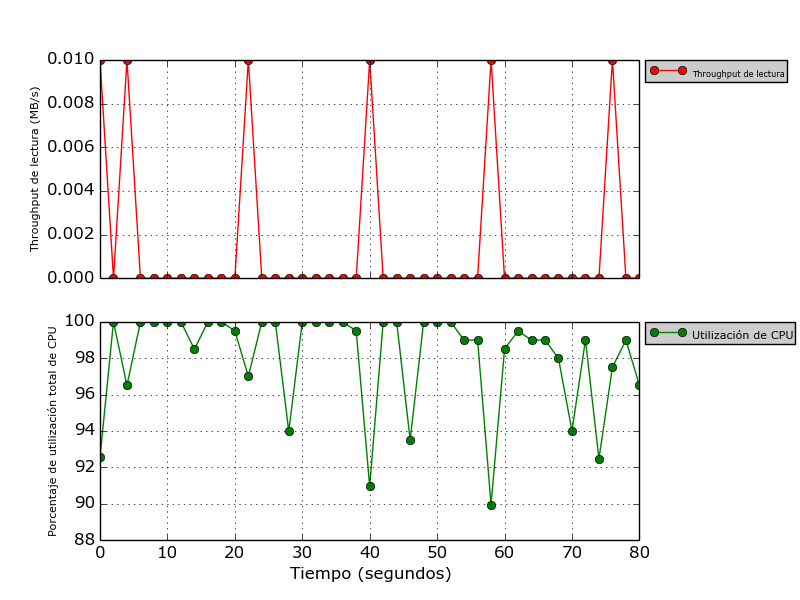 0.010
0.008
0.006
0.004
0.002
0.000
Throughput de lectura (MB/s)
Throughput de lectura
100
98
96
94
92
90
88
Porcentaje de utilización total de CPU
Utilización de CPU
0 10 20 30 40 50 60 70 80
Tiempo (segundos)